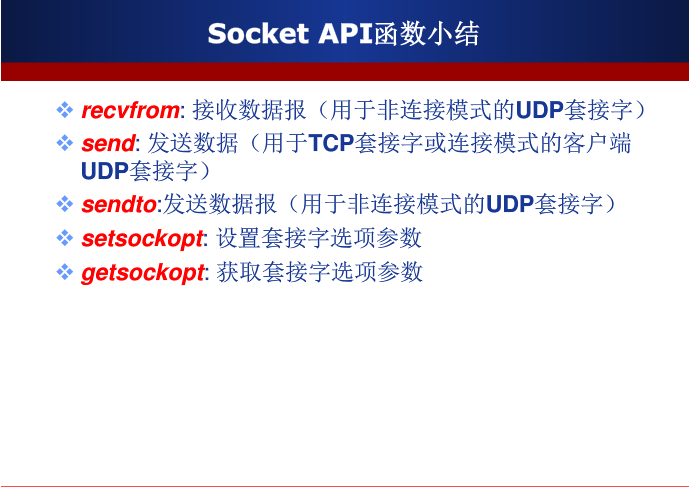 Socket API函数小结
recvfrom: 接收数据报（用于非连接模式的UDP套接字）
send: 发送数据（用于TCP套接字或连接模式的客户端
UDP套接字）
sendto:发送数据报（用于非连接模式的UDP套接字）
setsockopt: 设置套接字选项参数
getsockopt: 获取套接字选项参数